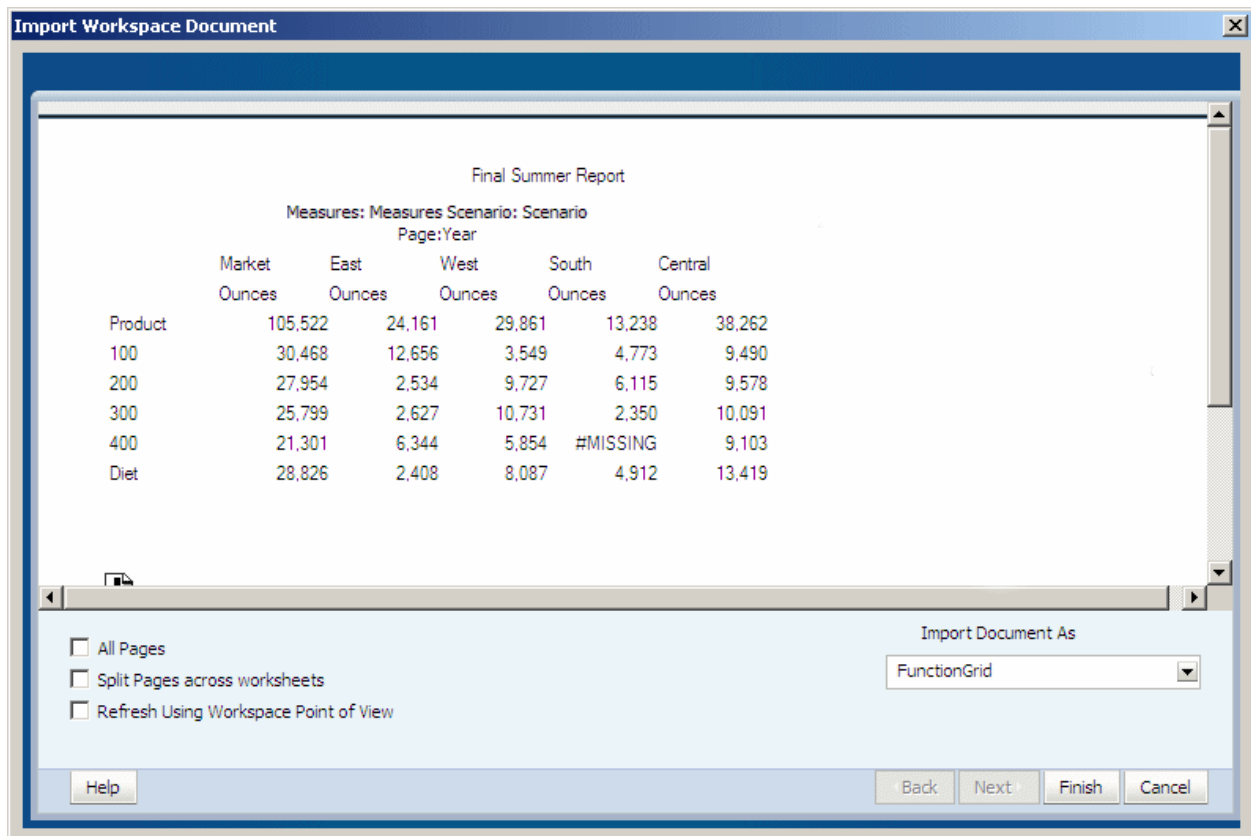 Import Workspace Document
Final Summer Report
Measures: Measures Scenario: Scenario
Page:Year
Market East West South Central
Ounces Ounces Ounces Ounces Ounces
Product 105,522 24,161 29,861 13,238 38,262
100 30,468 12,656 3,549 4,773 9,490
200 27,954 2,534 9,727 6,115 9,578
300 25,799 2,627 10,731 2,350 10,091
400 21,301 6,344 5,854 #MISSING 9,103
Diet 28,826 2,408 8,087 4,912 13,419
All Pages
Split Pages across worksheets
Refresh Using Workspace Point of View
Import Document As
FunctionGrid
Help Back Next Finish Cancel